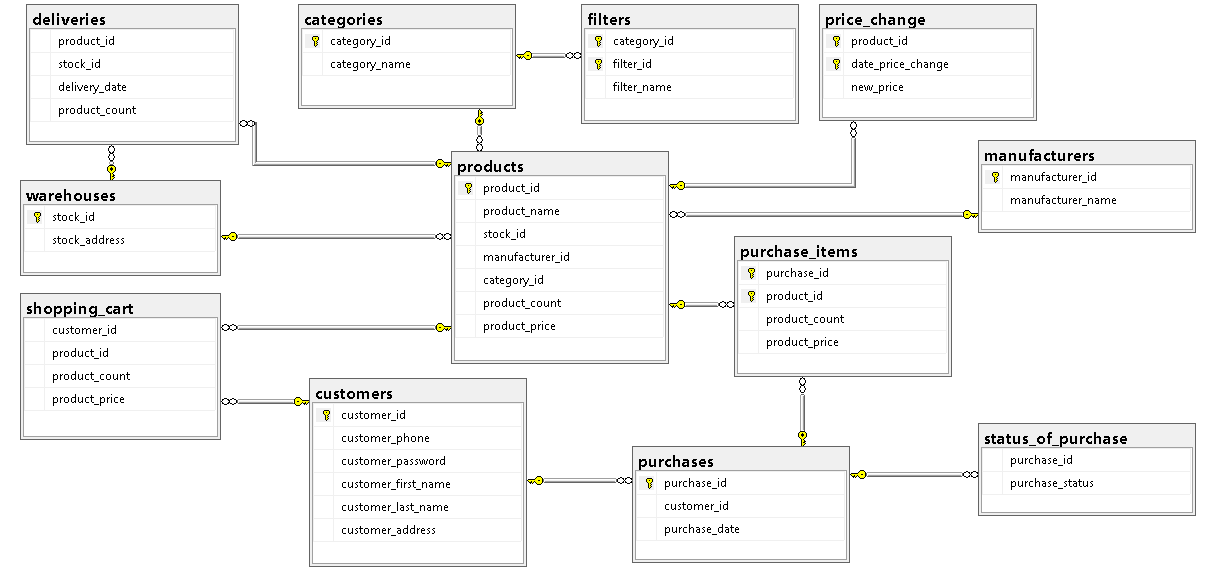 deliveries
product_id
stock_id
delivery_date
product_count
categories
category_id
category_name
filters
category_id
filter_id
filter_name
price_change
product_id
date_price_change
new_price
manufacturers
manufacturer_id
manufacturer_name
warehouses
stock_id
stock_address
products
product_id
product_name
stock_id
manufacturer_id
category_id
product_count
product_price
purchase_items
purchase_id
product_id
product_count
product_price
shopping_cart
customer_id
product_id
product_count
product_price
customers
customer_id
customer_phone
customer_password
customer_first_name
customer_last_name
customer_address
purchases
purchase_id
customer_id
purchase_date
status_of_purchase
purchase_id
purchase_status